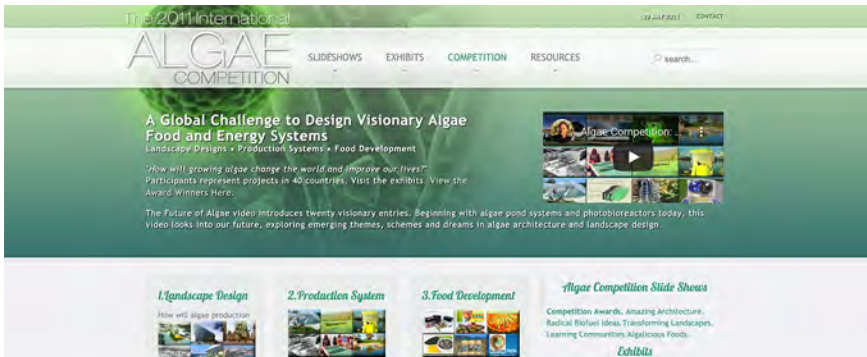 The 2011 International
ALGAE
COMPETITION
CONTACT
SLIDESHOWS EXHIBITS COMPETITION RESOURCES
search...
A Global Challenge to Design Visionary Algae
Food and Energy Systems
Landscape Designs • Production Systems • Food Development
"How will growing algae change the world and improve our lives?"
Participants represent projects in 40 countries. Visit the exhibits. View the
Award Winners Here.
Algae Competition: ...
The Future of Algae video introduces twenty visionary entries. Beginning with algae pond systems and photobioreactors today, this
video looks into our future, exploring emerging themes, schemes and dreams in algae architecture and landscape design.
1.Landscape Design
How will algae production
2.Production System
3.Food Development
Algae Competition Slide Shows
Competition Awards. Amazing Architecture.
Radical Biofuel Ideas. Transforming Landscapes.
Learning Communities. Algalicious Foods.
Exhibits